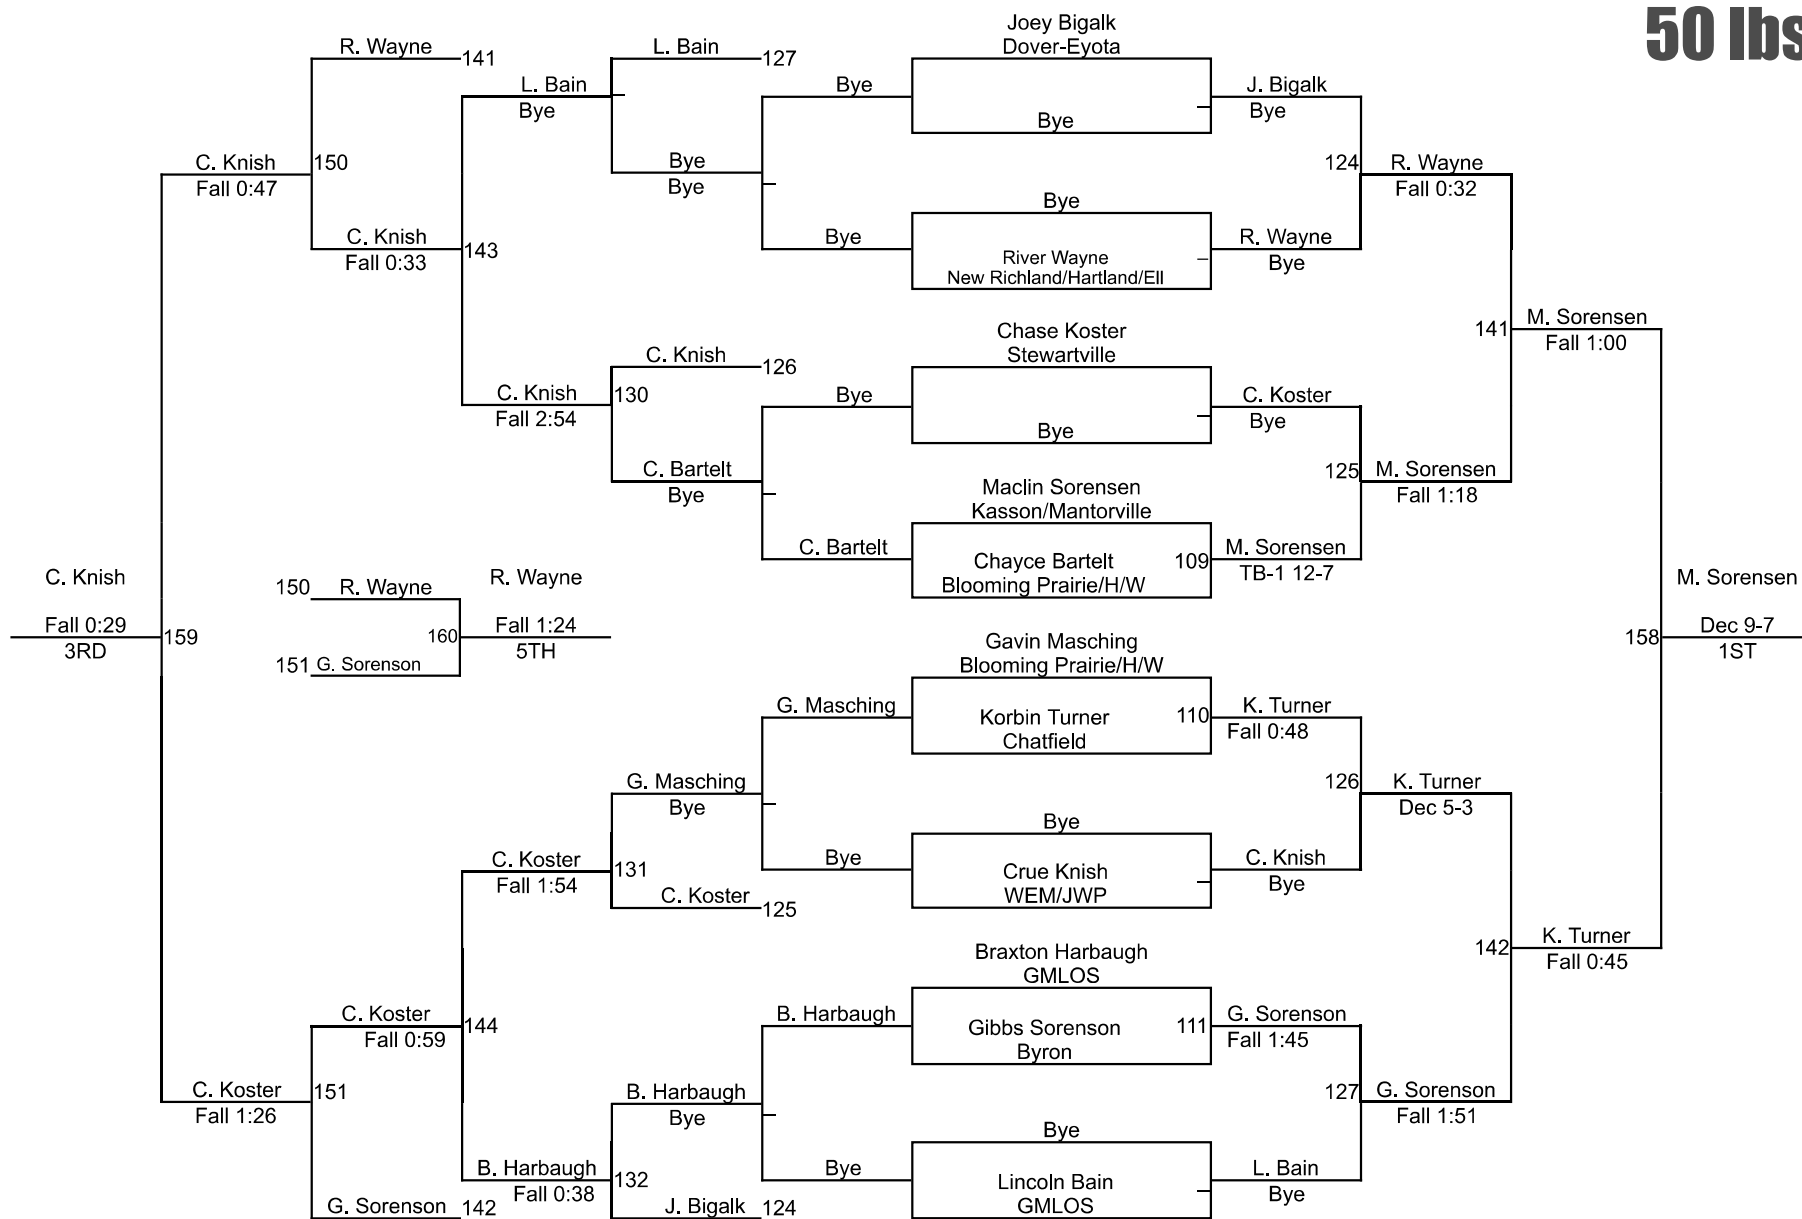 50 lbs
Joey Bigalk
R. Wayne
L. Bain
Dover-Eyota
141
127
L. Bain
Bye
J. Bigalk
Bye
Bye
Bye
C. Knish
150
Bye
124
R. Wayne
Fall 0:47
Bye
Fall 0:32
Bye
C. Knish
143
Bye
R. Wayne
Fall 0:33
River Wayne
Bye
New Richland/Hartland/Ell
M. Sorensen
141
Chase Koster
Fall 1:00
C. Knish
Stewartville
126
C. Knish
130
Bye
C. Koster
Fall 2:54
Bye
Bye
C. Bartelt
125
M. Sorensen
Bye
Maclin Sorensen
Fall 1:18
Kasson/Mantorville
C. Bartelt
Chayce Bartelt
109
M. Sorensen
Blooming Prairie/H/W
TB-1 12-7
C. Knish
150
R. Wayne
R. Wayne
M. Sorensen
Fall 0:29
159
160
Fall 1:24
158
Dec 9-7
3RD
151
G. Sorenson
5TH
1ST
Gavin Masching
Blooming Prairie/H/W
G. Masching
Korbin Turner
110
K. Turner
Chatfield
Fall 0:48
G. Masching
126
K. Turner
Bye
Dec 5-3
Bye
C. Koster
131
Bye
Crue Knish
C. Knish
Fall 1:54
WEM/JWP
Bye
C. Koster
125
Braxton Harbaugh
142
K. Turner
GMLOS
Fall 0:45
C. Koster
144
B. Harbaugh
Gibbs Sorenson
111
G. Sorenson
Fall 0:59
Byron
Fall 1:45
C. Koster
151
B. Harbaugh
127
G. Sorenson
Fall 1:26
Bye
Fall 1:51
Bye
B. Harbaugh
132
Bye
Lincoln Bain
L. Bain
Fall 0:38
GMLOS
Bye
G. Sorenson
142
J. Bigalk
124